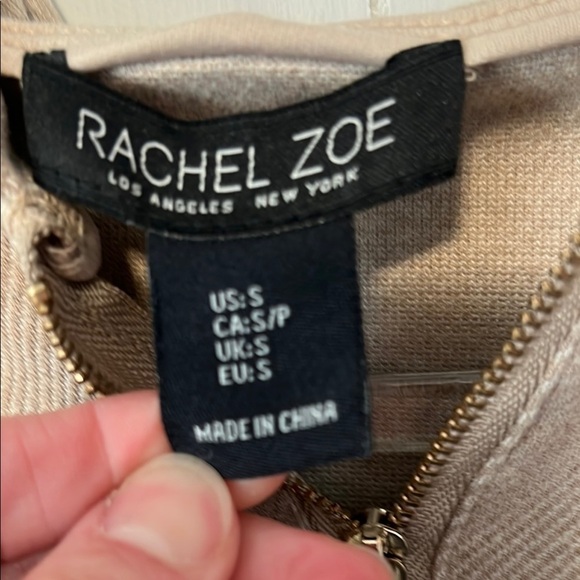 RACHEL ZOE
LOS ANGELES NEW YORK
US:S
CA:S/P
UK:S
EU:S
MADE IN CHINA